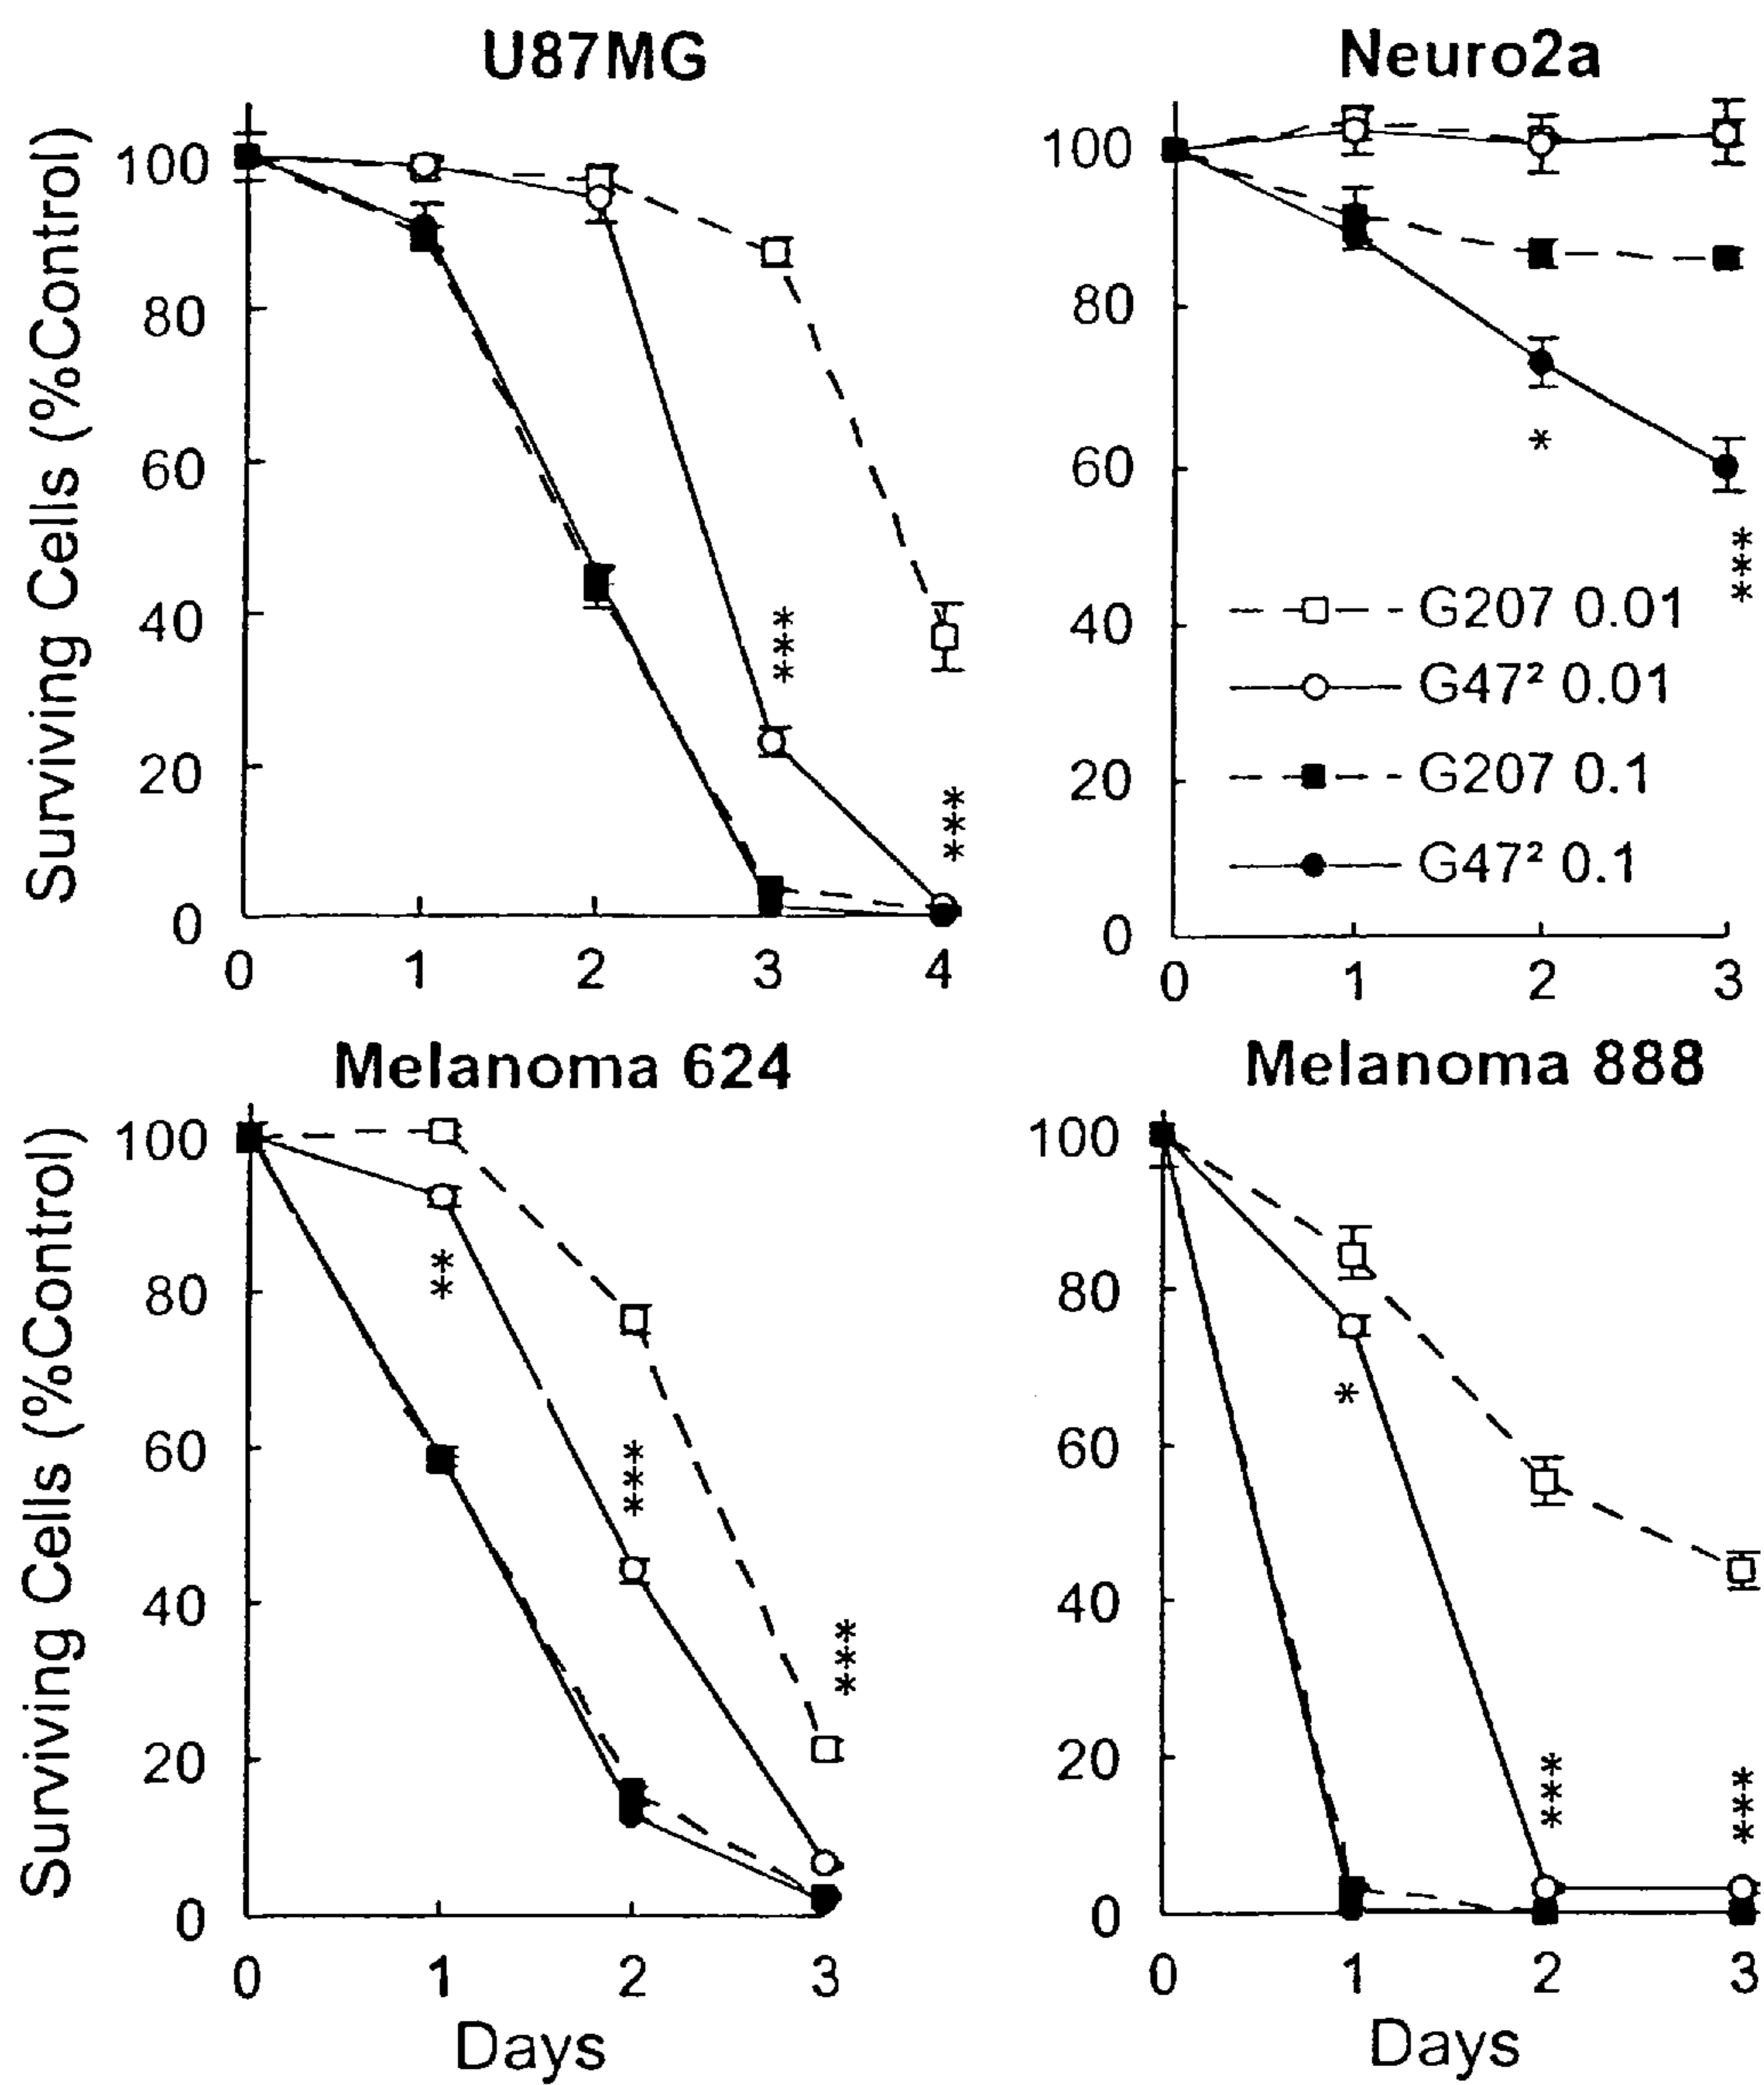 U87MG
Surviving Cells (%Control)
100
80
60
40
20
0
0 1 2 3 4
***
***
Neuro2a
100
80
60
40
20
0
0 1 2 3
*
***
G207 0.01
G47² 0.01
G207 0.1
G47² 0.1
Melanoma 624
Surviving Cells (%Control)
100
80
60
40
20
0
0 1 2 3
**
***
***
Days
Melanoma 888
100
80
60
40
20
0
0 1 2 3
*
***
***
Days